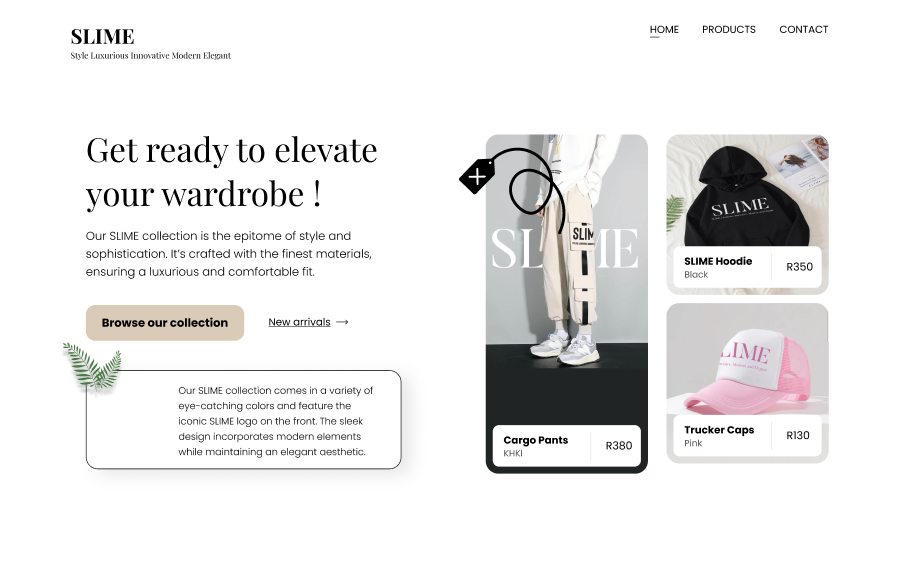 SLIME
Style Luxurious Innovative Modern Elegant
HOME PRODUCTS CONTACT
Get ready to elevate
your wardrobe !
Our SLIME collection is the epitome of style and
sophistication. It’s crafted with the finest materials,
ensuring a luxurious and comfortable fit.
Browse our collection
New arrivals
Our SLIME collection comes in a variety of
eye-catching colors and feature the
iconic SLIME logo on the front. The sleek
design incorporates modern elements
while maintaining an elegant aesthetic.
SLIME
SLIM
Cargo Pants
KHKI
R380
SLIME
SLIME Hoodie
Black
R350
LIME
Trucker Caps
Pink
R130